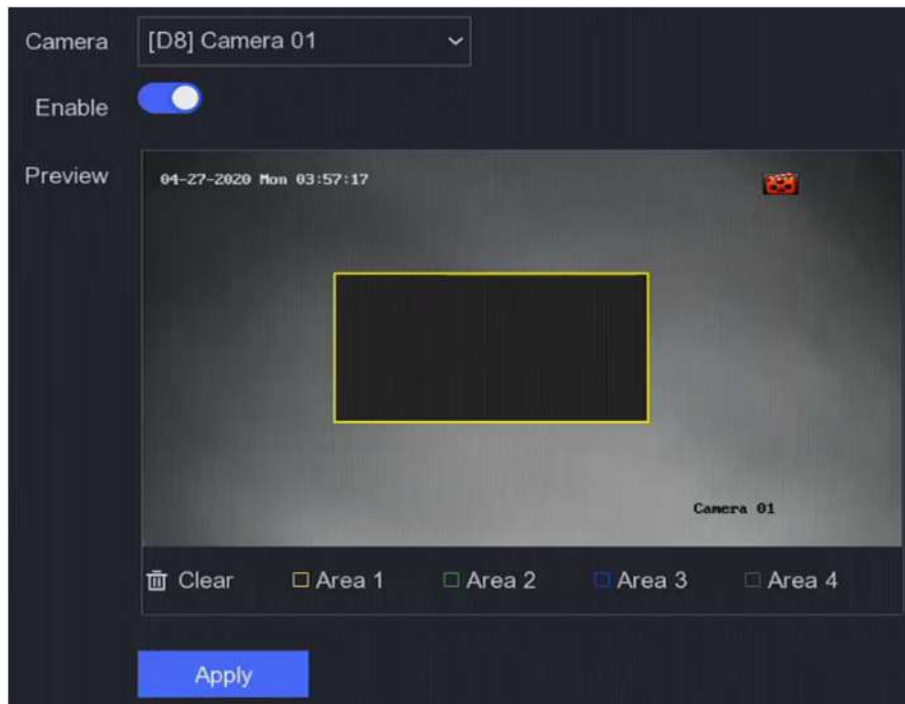 Camera [D8] Camera 01
Enable
Preview
04-27-2020 Mon 03:57:17
Camera 01
Clear Area 1 Area 2 Area 3 Area 4
Apply